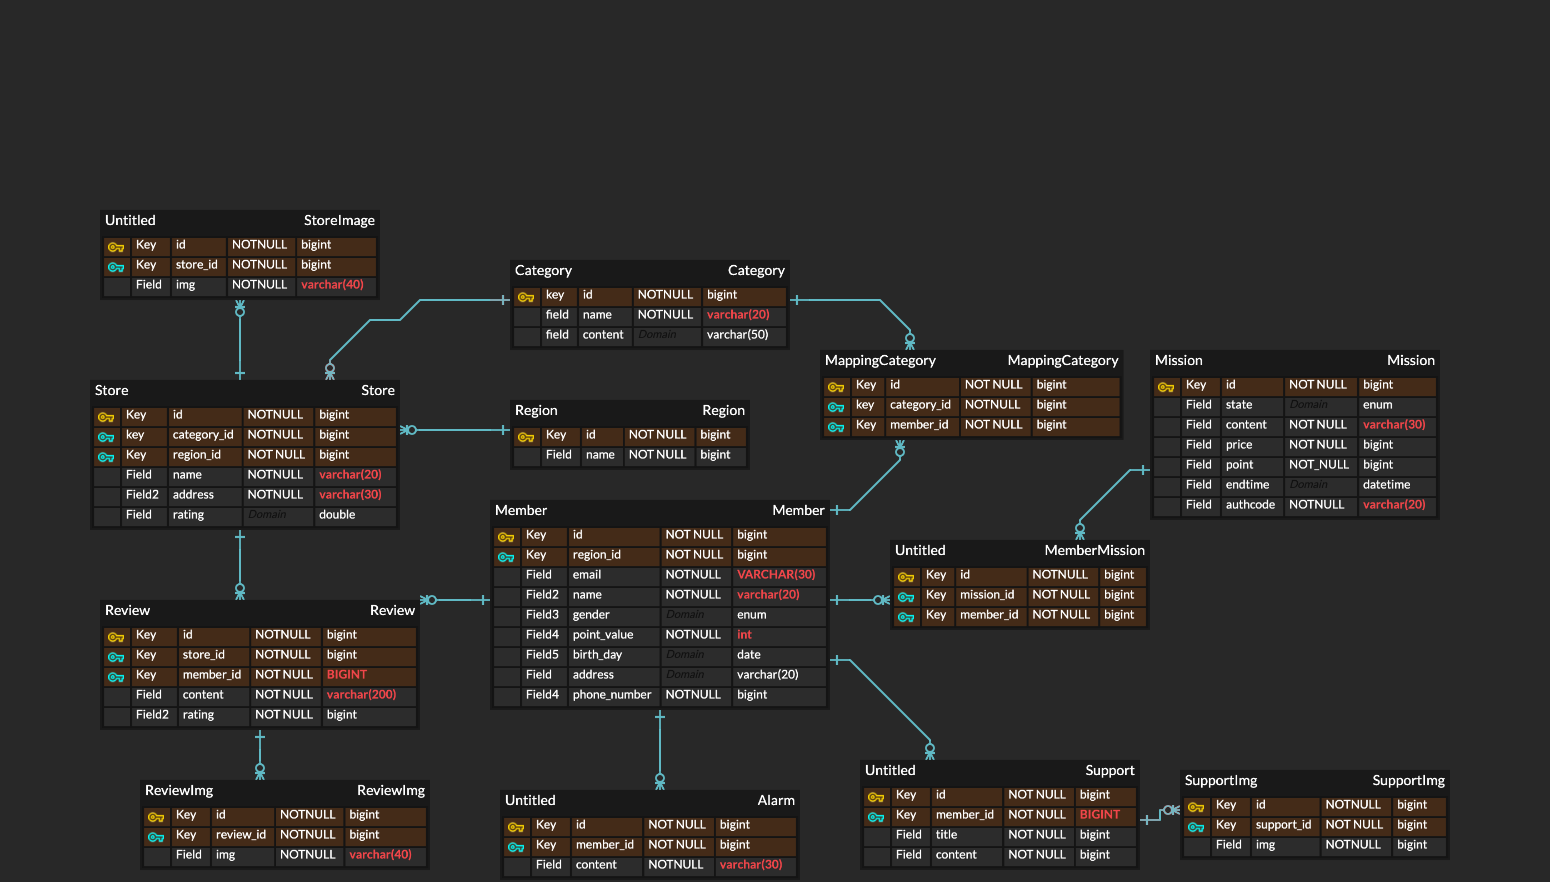 Untitled StoreImage
Key id NOTNULL bigint
Key store_id NOTNULL bigint
Field img NOTNULL varchar(40)
Category Category
key id NOTNULL bigint
field name NOTNULL varchar(20)
field content Domain varchar(50)
MappingCategory MappingCategory
Key id NOT NULL bigint
key category_id NOTNULL bigint
Key member_id NOT NULL bigint
Mission Mission
Key id NOT NULL bigint
Field state Domain enum
Field content NOT NULL varchar(30)
Field price NOT NULL bigint
Field point NOT_NULL bigint
Field endtime Domain datetime
Field authcode NOTNULL varchar(20)
Store Store
Key id NOTNULL bigint
key category_id NOTNULL bigint
Key region_id NOT NULL bigint
Field name NOTNULL varchar(20)
Field2 address NOTNULL varchar(30)
Field rating Domain double
Region Region
Key id NOT NULL bigint
Field name NOT NULL bigint
Member Member
Key id NOT NULL bigint
Key region_id NOT NULL bigint
Field email NOTNULL VARCHAR(30)
Field2 name NOTNULL varchar(20)
Field3 gender Domain enum
Field4 point_value NOTNULL int
Field5 birth_day Domain date
Field address Domain varchar(20)
Field4 phone_number NOTNULL bigint
Untitled MemberMission
Key id NOTNULL bigint
Key mission_id NOT NULL bigint
Key member_id NOT NULL bigint
Review Review
Key id NOTNULL bigint
Key store_id NOTNULL bigint
Key member_id NOT NULL BIGINT
Field content NOT NULL varchar(200)
Field2 rating NOT NULL bigint
ReviewImg ReviewImg
Key id NOTNULL bigint
Key review_id NOTNULL bigint
Field img NOTNULL varchar(40)
Untitled Alarm
Key id NOT NULL bigint
Key member_id NOT NULL bigint
Field content NOTNULL varchar(30)
Untitled Support
Key id NOT NULL bigint
Key member_id NOT NULL BIGINT
Field title NOT NULL bigint
Field content NOT NULL bigint
SupportImg SupportImg
Key id NOTNULL bigint
Key support_id NOT NULL bigint
Field img NOTNULL bigint